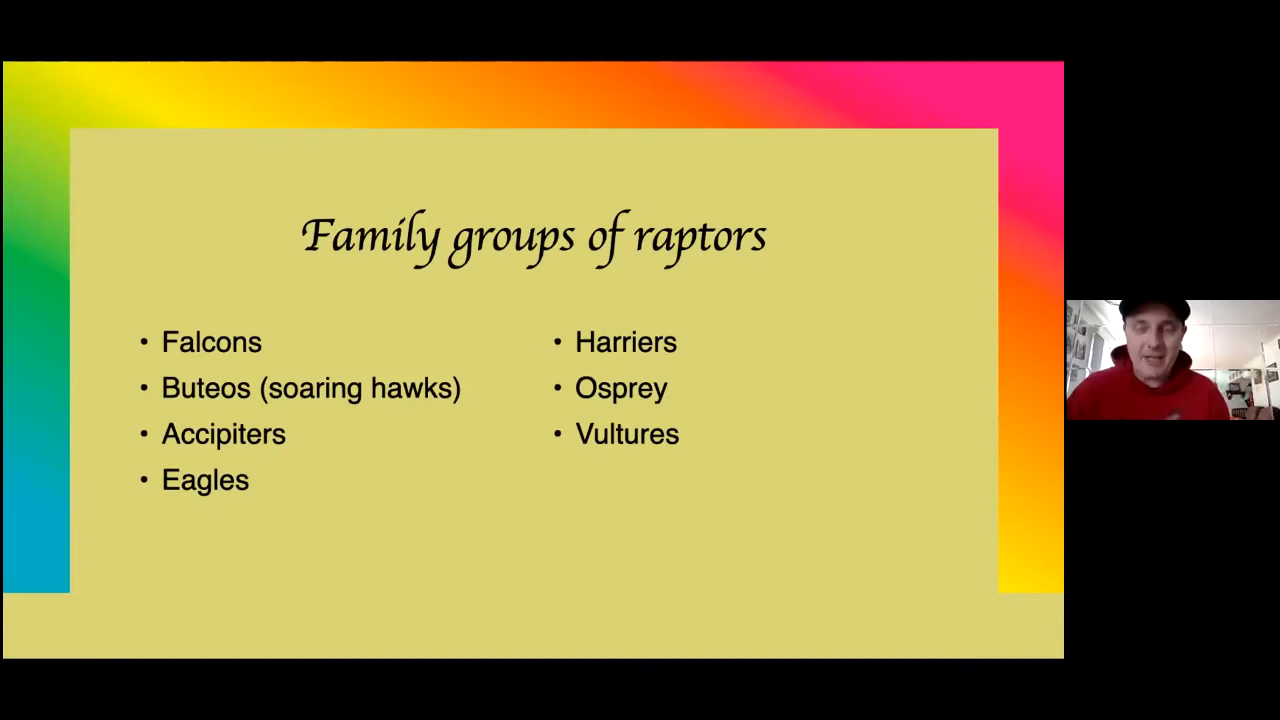 Family groups of raptors
• Falcons
• Buteos (soaring hawks)
• Accipiters
• Eagles
• Harriers
• Osprey
• Vultures